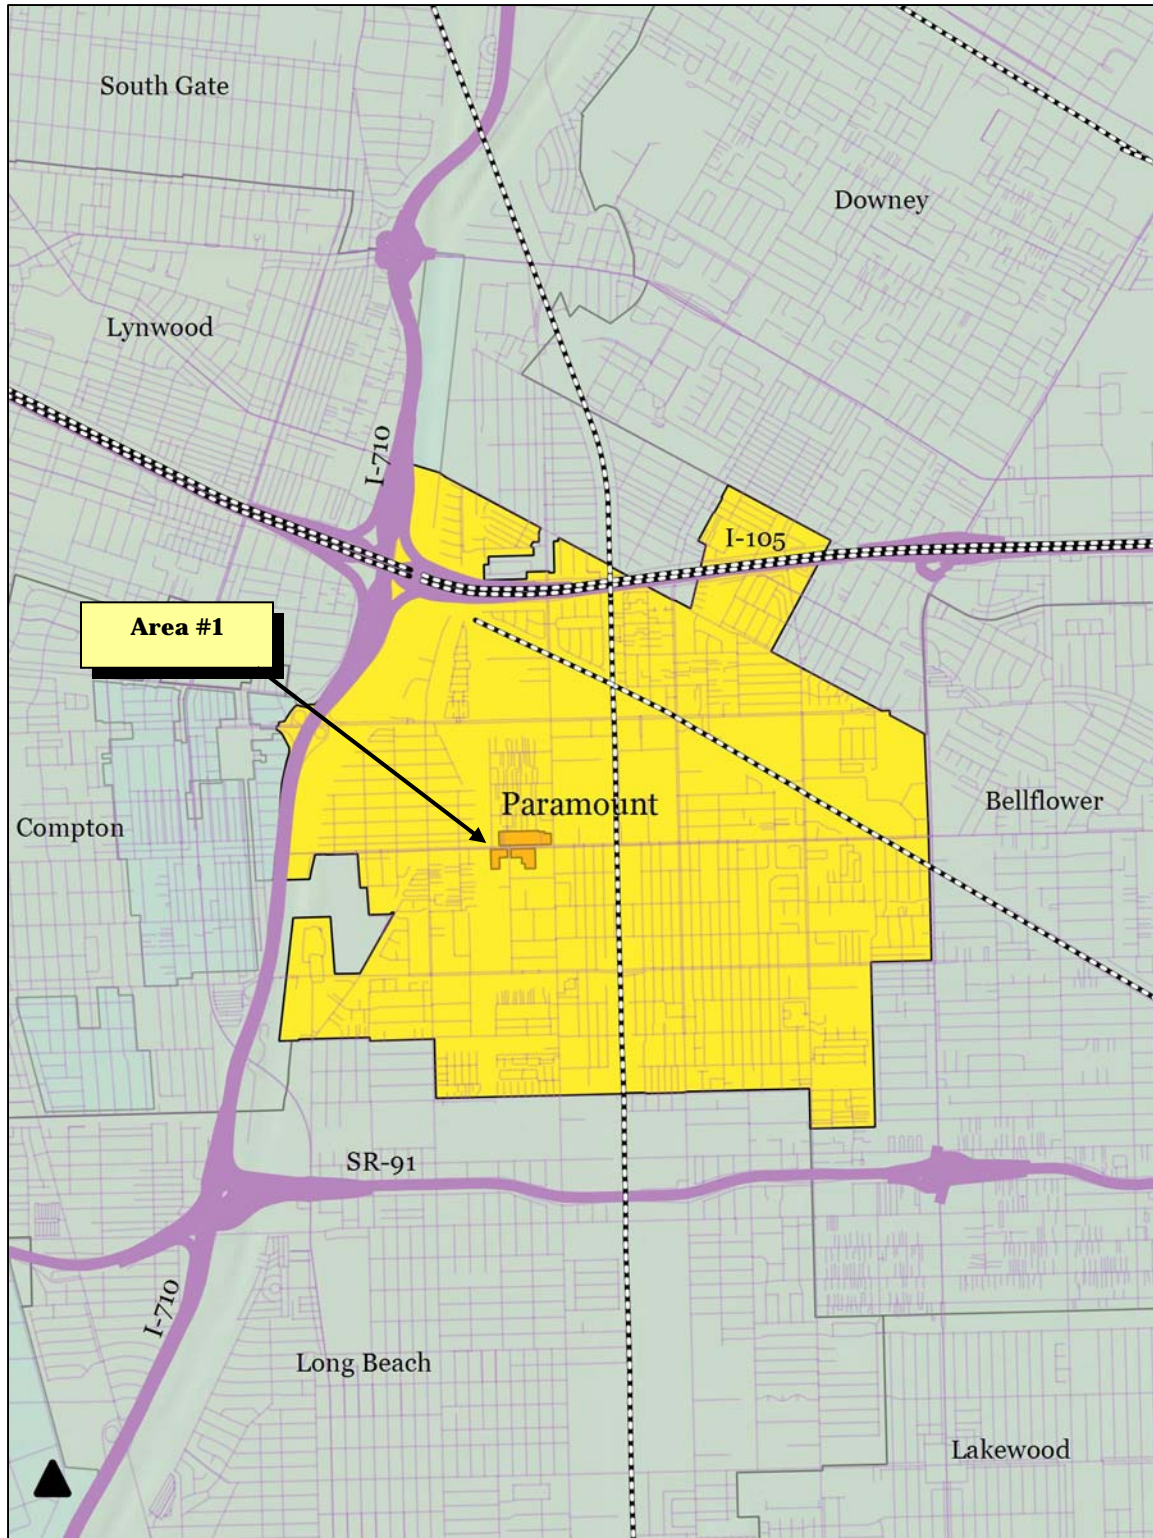 South Gate
Downey
Lynwood
I-710
I-105
Area #1
Paramount
Bellflower
Compton
SR-91
I-710
Long Beach
Lakewood